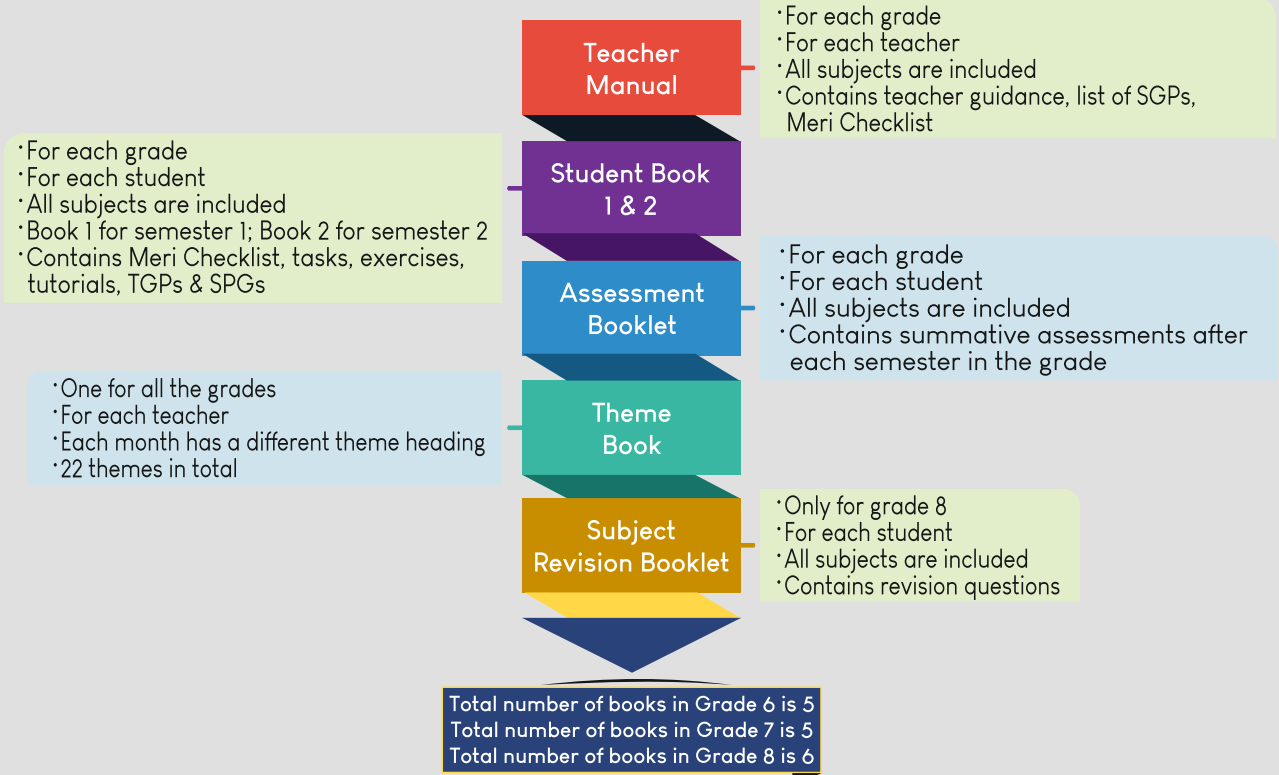 Teacher
Manual
·For each grade
·For each teacher
·All subjects are included
·Contains teacher guidance, list of SGPs,
Meri Checklist
Student Book
1 & 2
·For each grade
·For each student
·All subjects are included
·Book 1 for semester 1; Book 2 for semester 2
·Contains Meri Checklist, tasks, exercises,
tutorials, TGPs & SPGs
Assessment
Booklet
·For each grade
·For each student
·All subjects are included
·Contains summative assessments after
each semester in the grade
Theme
Book
·One for all the grades
·For each teacher
·Each month has a different theme heading
·22 themes in total
Subject
Revision Booklet
·Only for grade 8
·For each student
·All subjects are included
·Contains revision questions
Total number of books in Grade 6 is 5
Total number of books in Grade 7 is 5
Total number of books in Grade 8 is 6